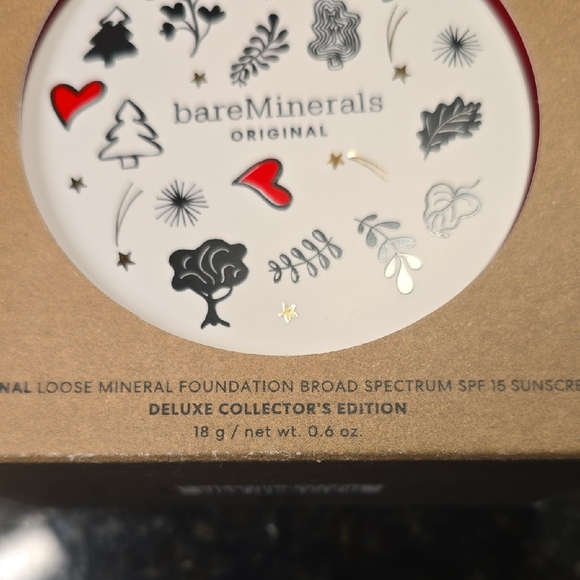 bareMinerals
ORIGINAL
NAL LOOSE MINERAL FOUNDATION BROAD SPECTRUM SPF 15 SUNSCRE
DELUXE COLLECTOR'S EDITION
18 g / net wt. 0.6 oz.